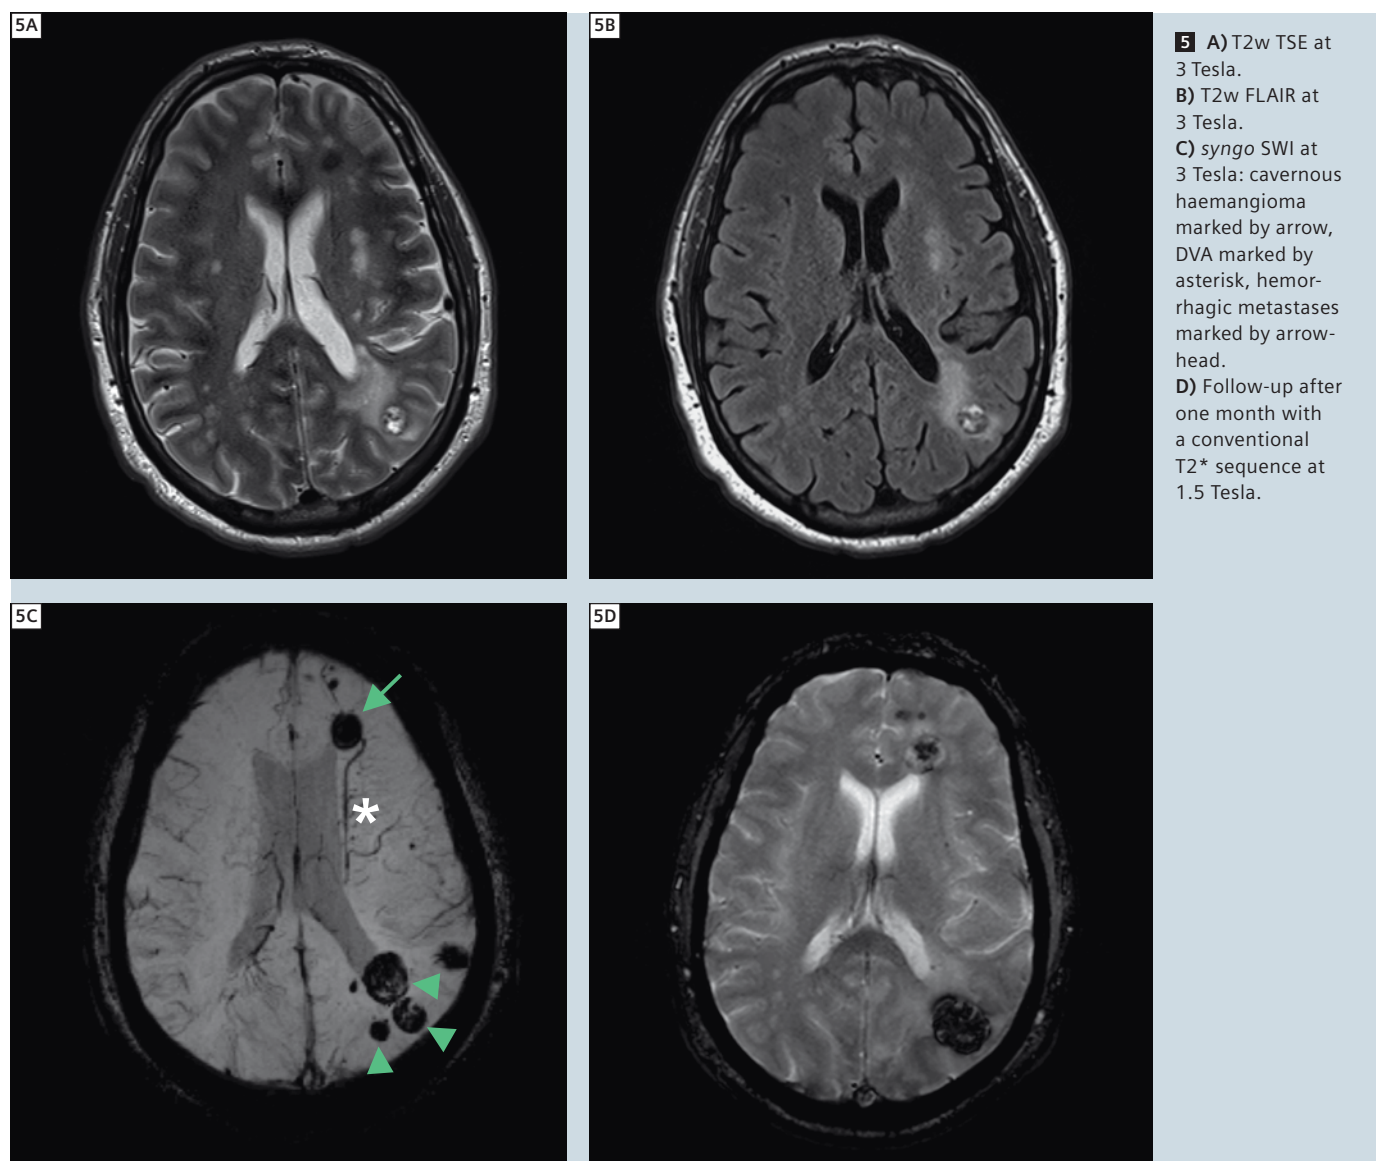 5A
5B
5 A) T2w TSE at
3 Tesla.
B) T2w FLAIR at
3 Tesla.
C) syngo SWI at
3 Tesla: cavernous
haemangioma
marked by arrow,
DVA marked by
asterisk, hemor-
rhagic metastases
marked by arrow-
head.
D) Follow-up after
one month with
a conventional
T2* sequence at
1.5 Tesla.
5C
5D
*